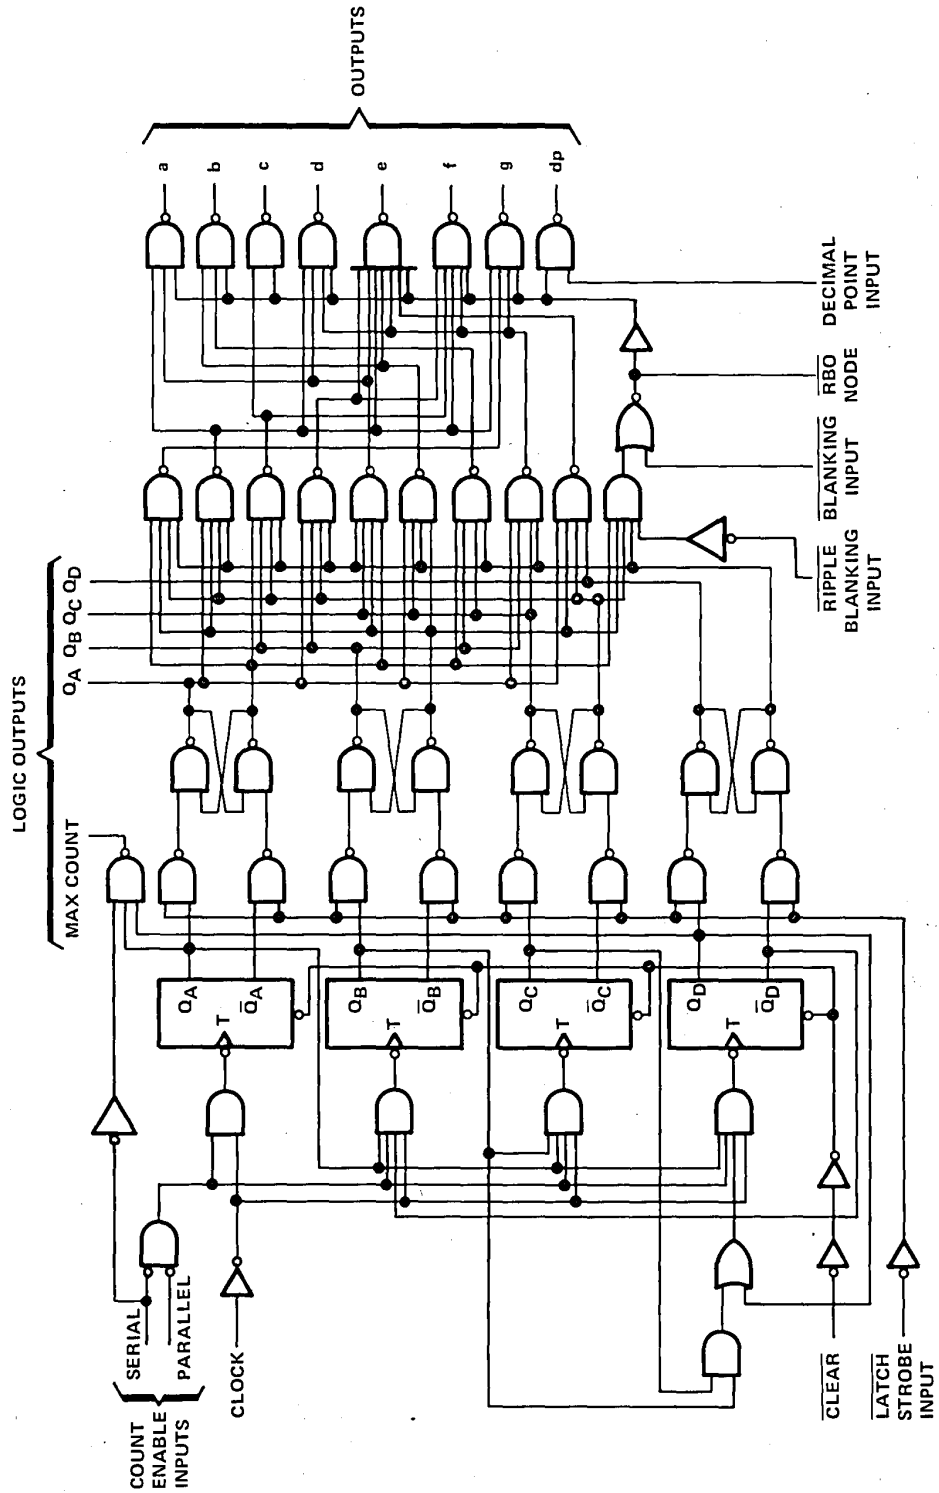 LOGIC OUTPUTS
MAX COUNT
QA
QB
QC
QD
OUTPUTS
a
b
c
d
e
f
g
dp
COUNT
ENABLE
INPUTS
SERIAL
PARALLEL
CLOCK
T
QA
Q̅A
T
QB
Q̅B
T
QC
Q̅C
T
QD
Q̅D
CLEAR
LATCH
STROBE
INPUT
RIPPLE
BLANKING
INPUT
BLANKING
INPUT
RBO
NODE
DECIMAL
POINT
INPUT